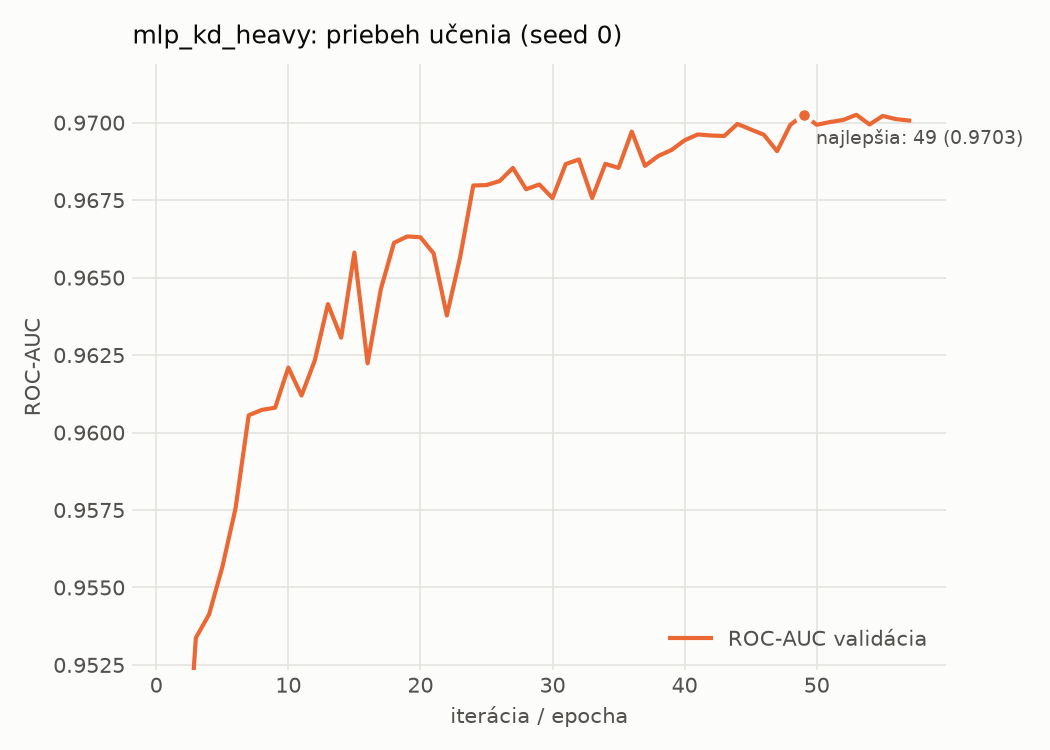 mlp_kd_heavy: priebeh učenia (seed 0)
ROC-AUC
0.9700
0.9675
0.9650
0.9625
0.9600
0.9575
0.9550
0.9525
najlepšia: 49 (0.9703)
ROC-AUC validácia
0 10 20 30 40 50
iterácia / epocha